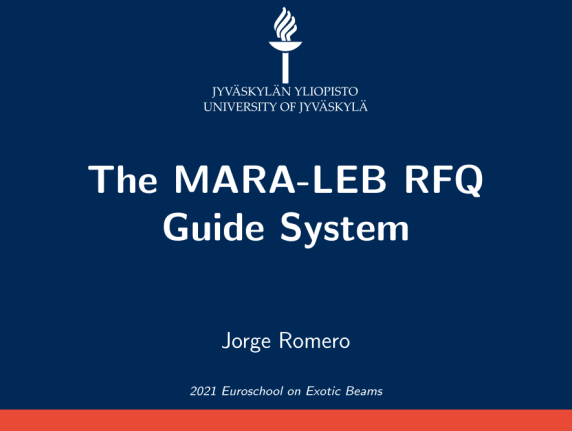 JYVÄSKYLÄN YLIOPISTO
UNIVERSITY OF JYVÄSKYLÄ
The MARA-LEB RFQ
Guide System
Jorge Romero
2021 Euroschool on Exotic Beams